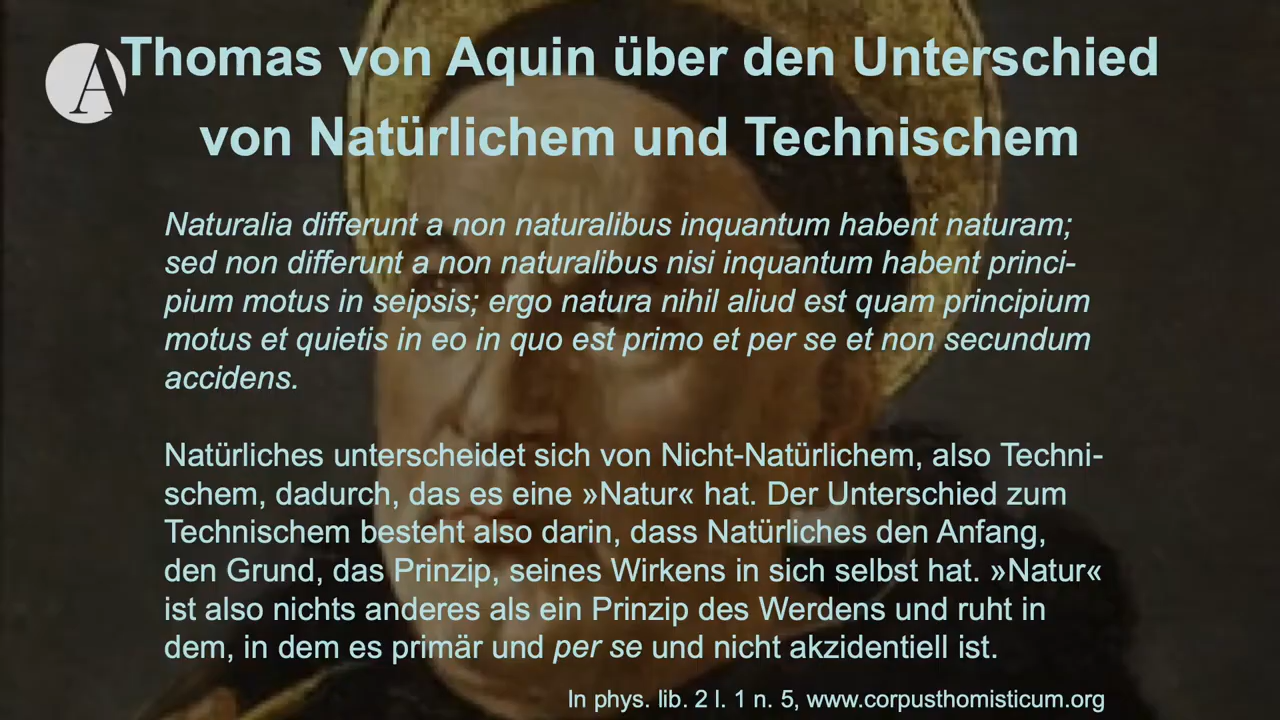 A
Thomas von Aquin über den Unterschied
von Natürlichem und Technischem
Naturalia differunt a non naturalibus inquantum habent naturam;
sed non differunt a non naturalibus nisi inquantum habent princi-
pium motus in seipsis; ergo natura nihil aliud est quam principium
motus et quietis in eo in quo est primo et per se et non secundum
accidens.
Natürliches unterscheidet sich von Nicht-Natürlichem, also Techni-
schem, dadurch, das es eine »Natur« hat. Der Unterschied zum
Technischem besteht also darin, dass Natürliches den Anfang,
den Grund, das Prinzip, seines Wirkens in sich selbst hat. »Natur«
ist also nichts anderes als ein Prinzip des Werdens und ruht in
dem, in dem es primär und per se und nicht akzidentiell ist.
In phys. lib. 2 l. 1 n. 5, www.corpusthomisticum.org